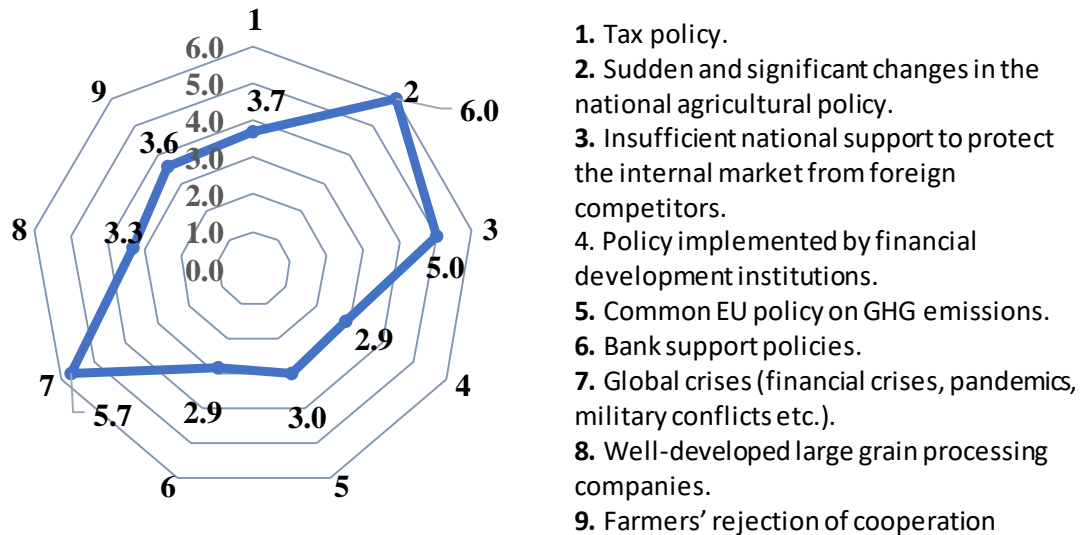 1
6.0
5.0
4.0
3.0
2.0
1.0
0.0
9
2
3.7
6.0
3.6
8
3.3
3
5.0
2.9
4
7
5.7
2.9
3.0
6
5
1. Tax policy.
2. Sudden and significant changes in the
national agricultural policy.
3. Insufficient national support to protect
the internal market from foreign
competitors.
4. Policy implemented by financial
development institutions.
5. Common EU policy on GHG emissions.
6. Bank support policies.
7. Global crises (financial crises, pandemics,
military conflicts etc.).
8. Well-developed large grain processing
companies.
9. Farmers’ rejection of cooperation